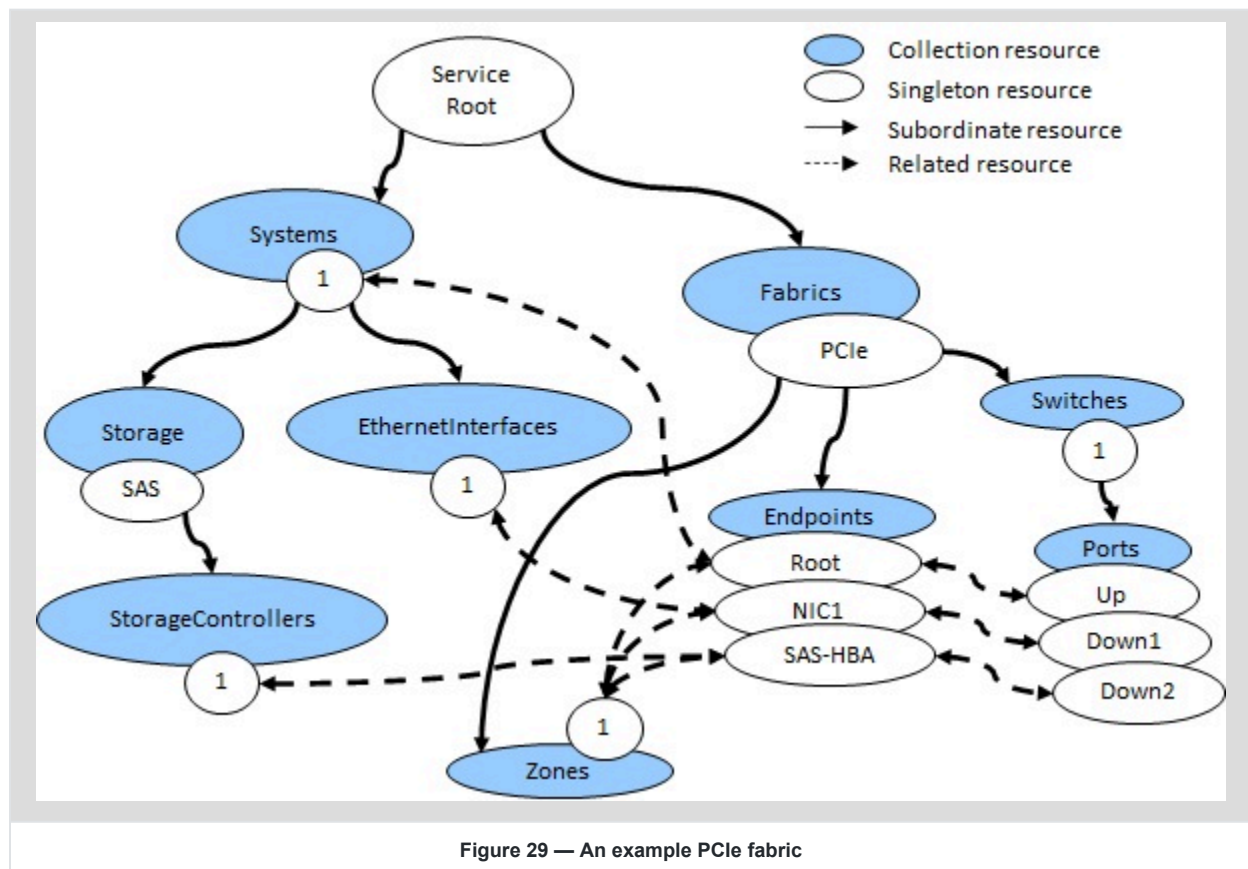 Service
Root
Collection resource
Singleton resource
Subordinate resource
Related resource
Systems
1
Fabrics
PCIe
Storage
SAS
EthernetInterfaces
1
Switches
1
Endpoints
Root
NIC1
SAS-HBA
Ports
Up
Down1
Down2
StorageControllers
1
1
Zones
Figure 29 — An example PCIe fabric